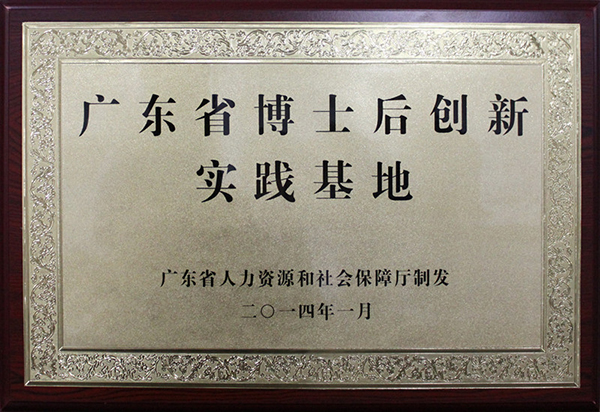 广东省博士后创新
实践基地
广东省人力资源和社会保障厅制发
二〇一四年一月